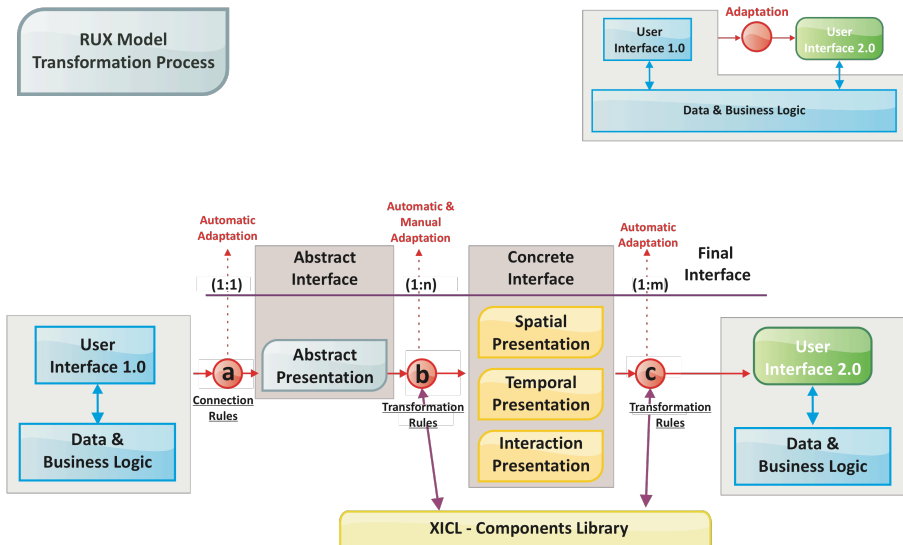 RUX Model
Transformation Process
Adaptation
User
Interface 1.0
User
Interface 2.0
Data & Business Logic
Automatic
Adaptation
Automatic &
Manual
Adaptation
Automatic
Adaptation
Abstract
Interface
Concrete
Interface
Final
Interface
(1:1)
(1:n)
(1:m)
User
Interface 1.0
Data &
Business Logic
a
Connection
Rules
Abstract
Presentation
b
Transformation
Rules
Spatial
Presentation
Temporal
Presentation
Interaction
Presentation
c
Transformation
Rules
User
Interface 2.0
Data &
Business Logic
XICL - Components Library